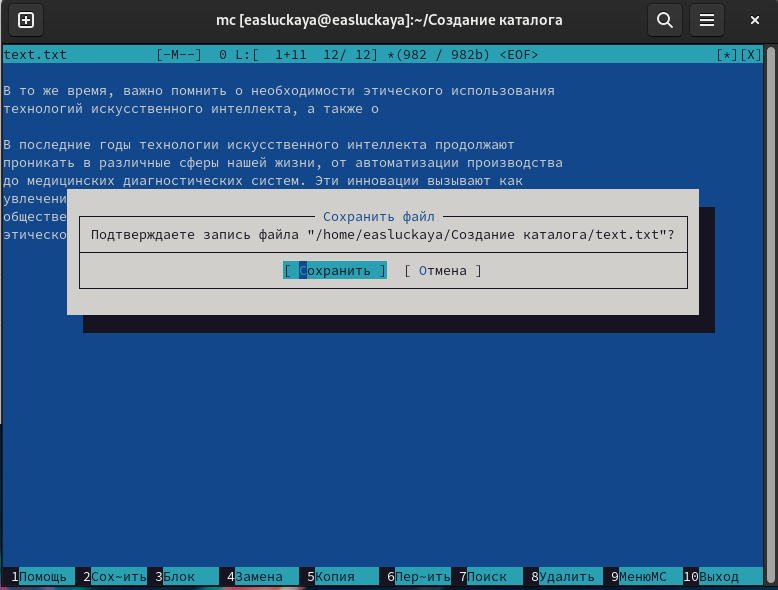 mc [easluckaya@easluckaya]:~/Создание каталога
text.txt [-M--] 0 L:[ 1+11 12/ 12] *(982 / 982b) <EOF> [*][X]
В то же время, важно помнить о необходимости этического использования
технологий искусственного интеллекта, а также о
В последние годы технологии искусственного интеллекта продолжают
проникать в различные сферы нашей жизни, от автоматизации производства
до медицинских диагностических систем. Эти инновации вызывают как
увлечени
обществе
этическо
Сохранить файл
Подтверждаете запись файла "/home/easluckaya/Создание каталога/text.txt"?
[ Сохранить ] [ Отмена ]
1Помощь 2Сох~ить 3Блок 4Замена 5Копия 6Пер~ить 7Поиск 8Удалить 9МенюMC 10Выход